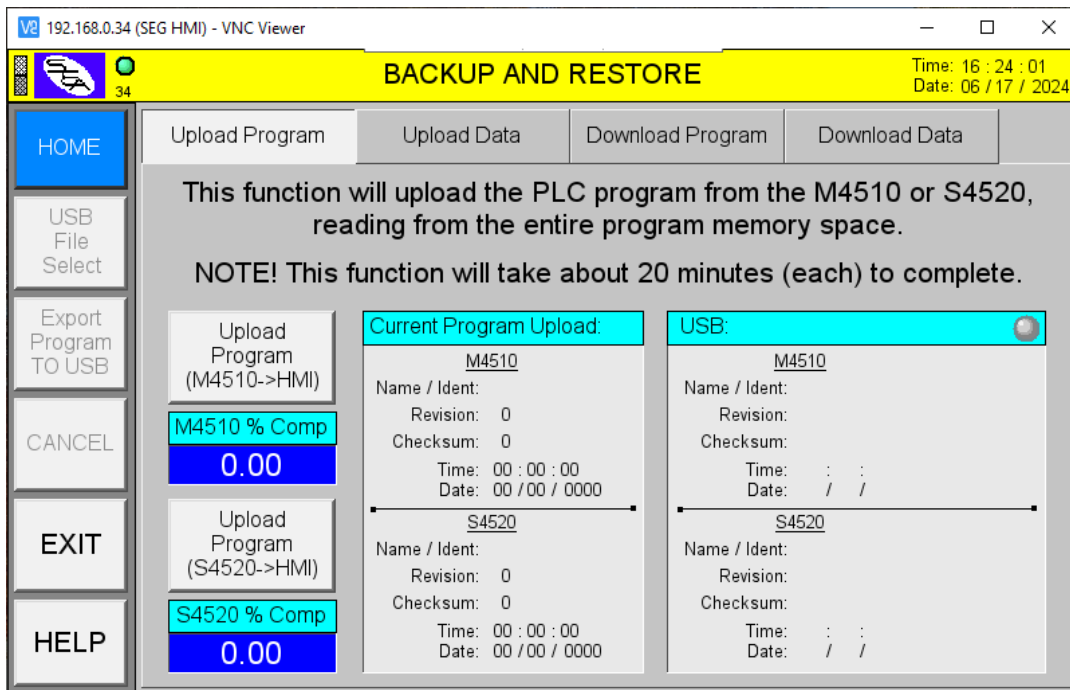 192.168.0.34 (SEG HMI) - VNC Viewer
34
BACKUP AND RESTORE
Time: 16 : 24 : 01
Date: 06 / 17 / 2024
HOME
USB
File
Select
Export
Program
TO USB
CANCEL
EXIT
HELP
Upload Program
Upload Data
Download Program
Download Data
This function will upload the PLC program from the M4510 or S4520,
reading from the entire program memory space.
NOTE! This function will take about 20 minutes (each) to complete.
Upload
Program
(M4510->HMI)
M4510 % Comp
0.00
Upload
Program
(S4520->HMI)
S4520 % Comp
0.00
Current Program Upload:
M4510
Name / Ident:
Revision: 0
Checksum: 0
Time: 00 : 00 : 00
Date: 00 / 00 / 0000
S4520
Name / Ident:
Revision: 0
Checksum: 0
Time: 00 : 00 : 00
Date: 00 / 00 / 0000
USB:
M4510
Name / Ident:
Revision:
Checksum:
Time: : :
Date: / /
S4520
Name / Ident:
Revision:
Checksum:
Time: : :
Date: / /